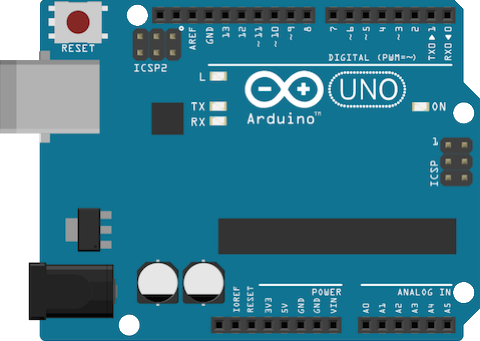 RESET
ICSP2
AREF
GND
13
12
~11
~10
~9
8
7
~6
~5
4
~3
2
TXO▶1
RXO◀0
DIGITAL (PWM=~)
L
TX
RX
UNO
ON
Arduino™
1
ICSP
POWER
ANALOG IN
IOREF
RESET
3V3
5V
GND
GND
VIN
A0
A1
A2
A3
A4
A5